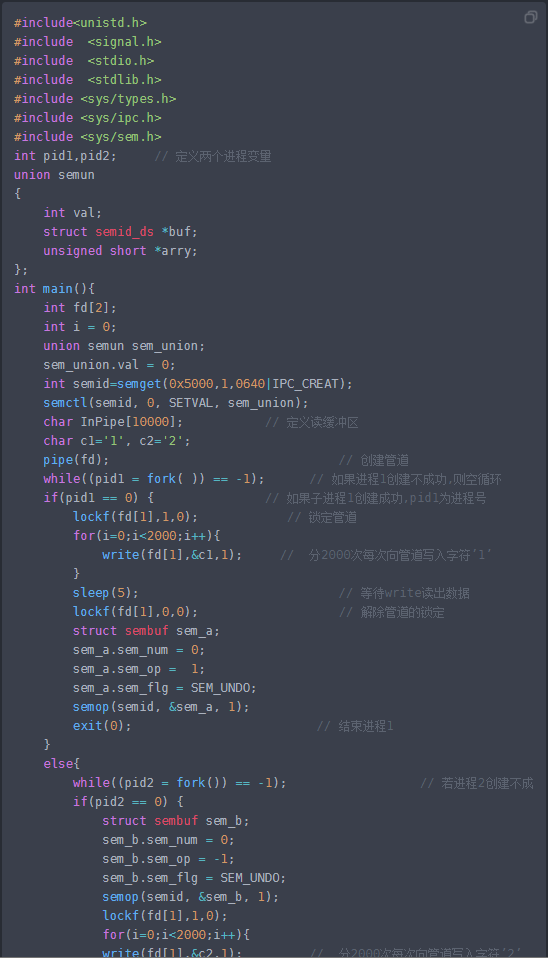 #include<unistd.h>
#include  <signal.h>
#include  <stdio.h>
#include  <stdlib.h>
#include <sys/types.h>
#include <sys/ipc.h>
#include <sys/sem.h>
int pid1,pid2;     // 定义两个进程变量
union semun
{
    int val;
    struct semid_ds *buf;
    unsigned short *arry;
};
int main(){
    int fd[2];
    int i = 0;
    union semun sem_union;
    sem_union.val = 0;
    int semid=semget(0x5000,1,0640|IPC_CREAT);
    semctl(semid, 0, SETVAL, sem_union);
    char InPipe[10000];           // 定义读缓冲区
    char c1='1', c2='2';
    pipe(fd);                               // 创建管道
    while((pid1 = fork( )) == -1);      // 如果进程1创建不成功,则空循环
    if(pid1 == 0) {               // 如果子进程1创建成功,pid1为进程号
        lockf(fd[1],1,0);            // 锁定管道
        for(i=0;i<2000;i++){
            write(fd[1],&c1,1);     //  分2000次每次向管道写入字符'1'
        }
        sleep(5);                           // 等待write读出数据
        lockf(fd[1],0,0);                   // 解除管道的锁定
        struct sembuf sem_a;
        sem_a.sem_num = 0;
        sem_a.sem_op =  1;
        sem_a.sem_flg = SEM_UNDO;
        semop(semid, &sem_a, 1);
        exit(0);                         // 结束进程1
    }
    else{
        while((pid2 = fork()) == -1);                  // 若进程2创建不成
        if(pid2 == 0) {
            struct sembuf sem_b;
            sem_b.sem_num = 0;
            sem_b.sem_op = -1;
            sem_b.sem_flg = SEM_UNDO;
            semop(semid, &sem_b, 1);
            lockf(fd[1],1,0);
            for(i=0;i<2000;i++){
            write(fd[1],&c2,1);         //  分2000次每次向管道写入字符'2'